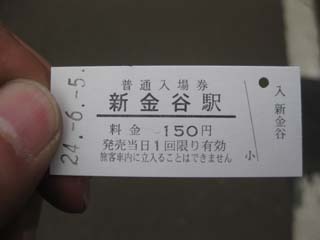 24.-6.-5.
普通入場券
新金谷駅
料金 150円
発売当日1回限り有効
旅客車内に立入ることはできません
入 新金谷
小